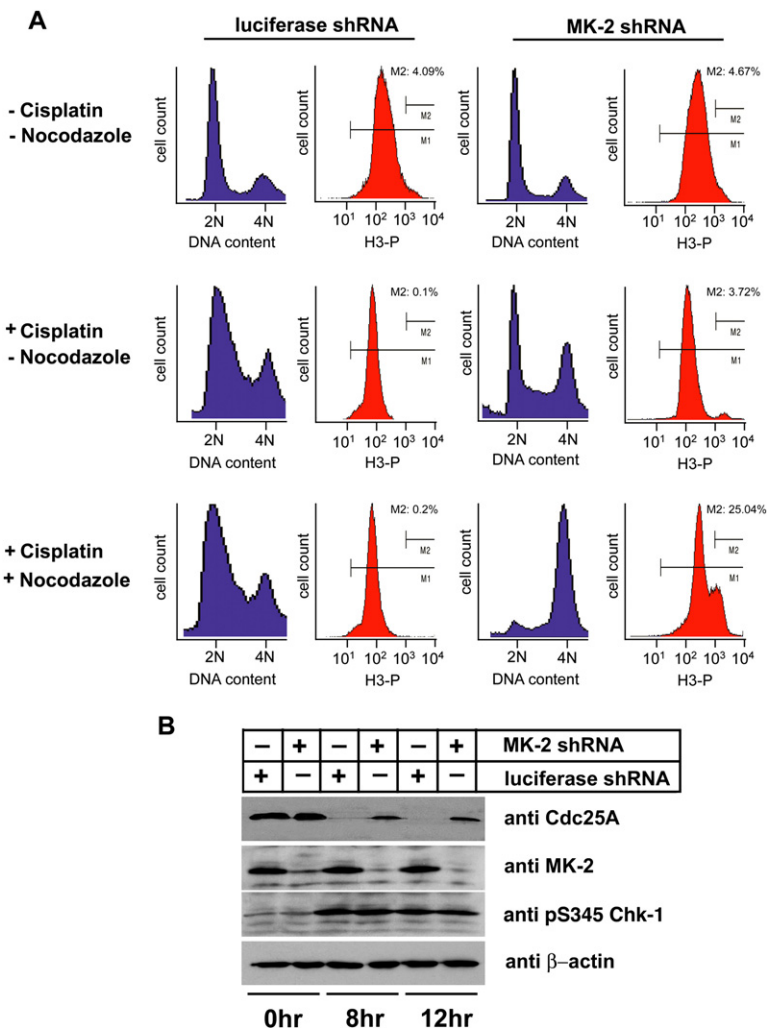 A
luciferase shRNA
MK-2 shRNA
- Cisplatin
- Nocodazole
cell count
2N 4N
DNA content
cell count
M2: 4.09%
M2
M1
10¹ 10² 10³ 10⁴
H3-P
cell count
2N 4N
DNA content
cell count
M2: 4.67%
M2
M1
10¹ 10² 10³ 10⁴
H3-P
+ Cisplatin
- Nocodazole
cell count
2N 4N
DNA content
cell count
M2: 0.1%
M2
M1
10¹ 10² 10³ 10⁴
H3-P
cell count
2N 4N
DNA content
cell count
M2: 3.72%
M2
M1
10¹ 10² 10³ 10⁴
H3-P
+ Cisplatin
+ Nocodazole
cell count
2N 4N
DNA content
cell count
M2: 0.2%
M2
M1
10¹ 10² 10³ 10⁴
H3-P
cell count
2N 4N
DNA content
cell count
M2: 25.04%
M2
M1
10¹ 10² 10³ 10⁴
H3-P
B
− + − + − + MK-2 shRNA
+ − + − + − luciferase shRNA
anti Cdc25A
anti MK-2
anti pS345 Chk-1
anti β–actin
0hr 8hr 12hr